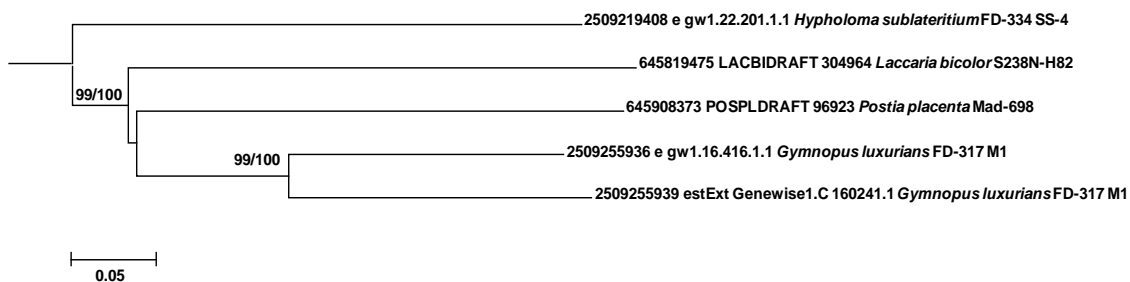 2509219408 e gw1.22.201.1.1 Hypholoma sublateritium FD-334 SS-4
645819475 LACBIDRAFT 304964 Laccaria bicolor S238N-H82
99/100
645908373 POSPLDRAFT 96923 Postia placenta Mad-698
99/100
2509255936 e gw1.16.416.1.1 Gymnopus luxurians FD-317 M1
2509255939 estExt Genewise1.C 160241.1 Gymnopus luxurians FD-317 M1
0.05